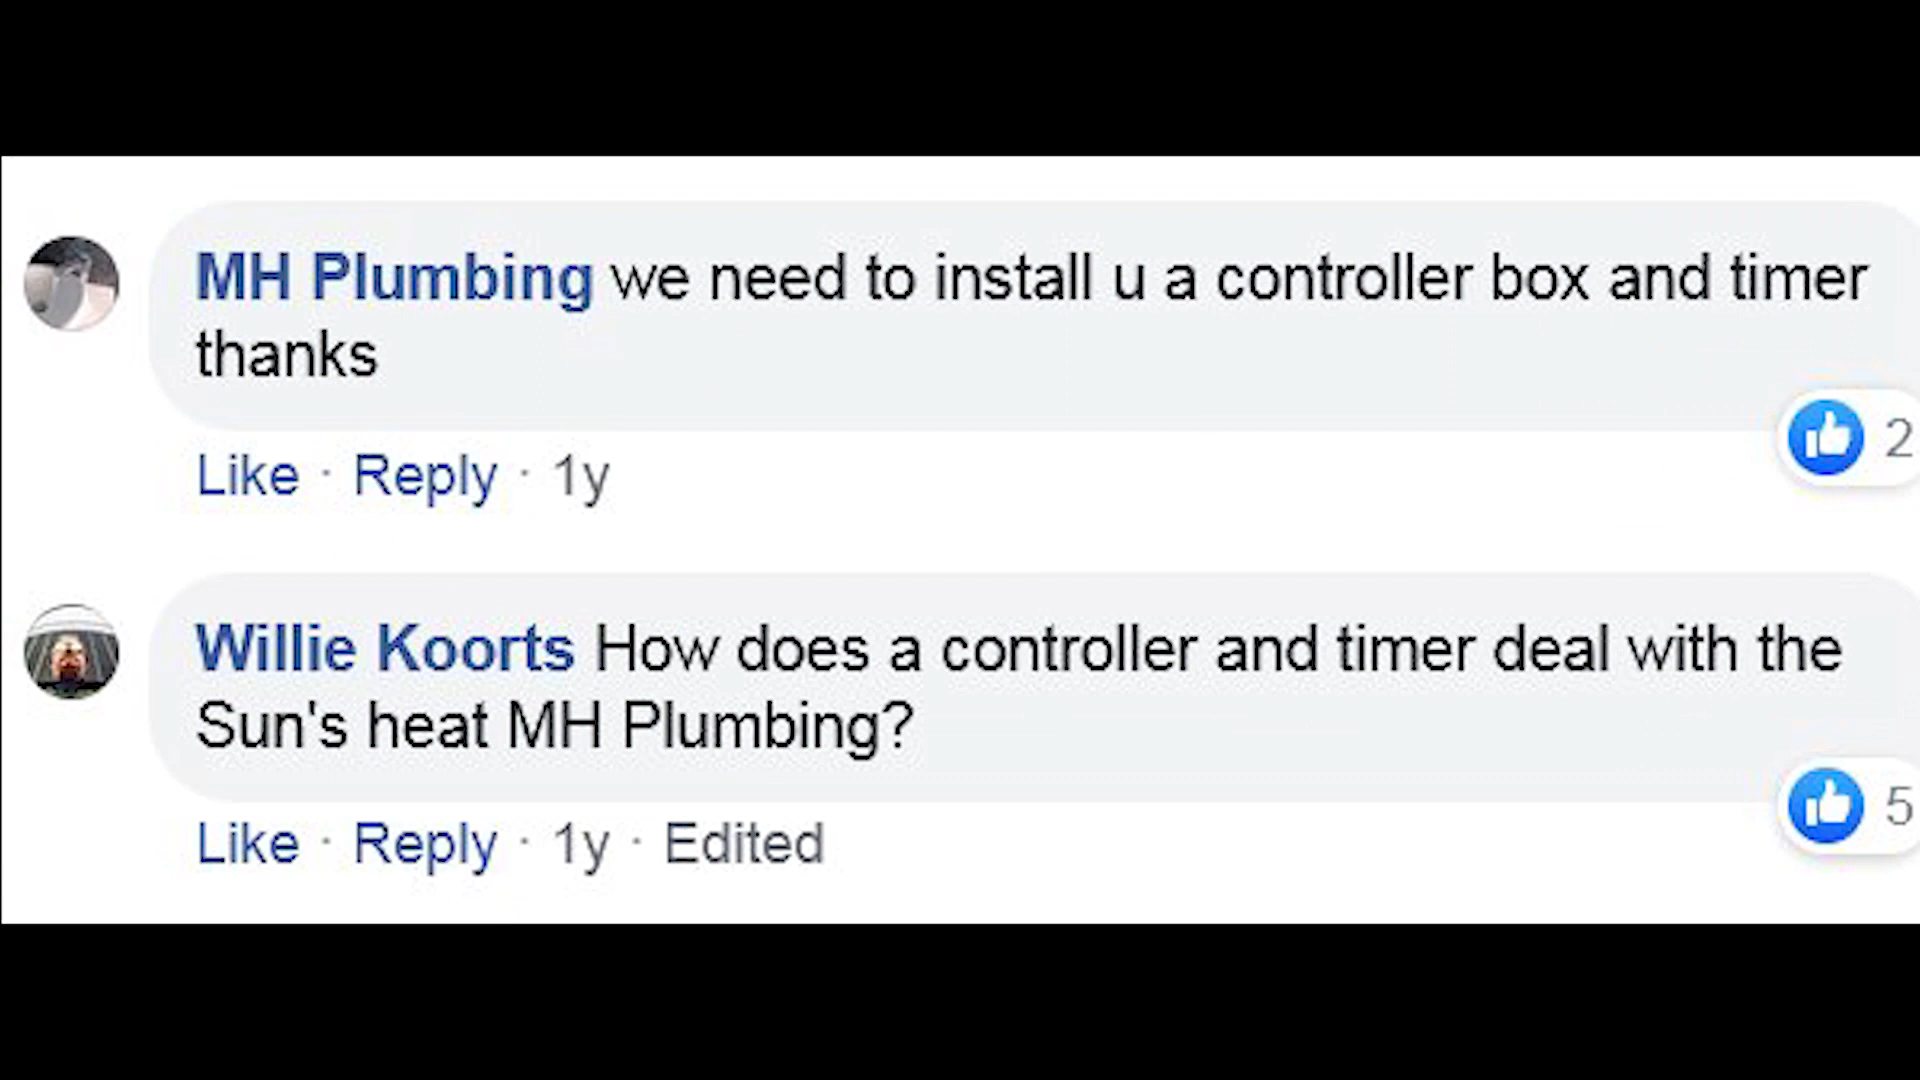 MH Plumbing we need to install u a controller box and timer
thanks
2
Like · Reply · 1y
Willie Koorts How does a controller and timer deal with the
Sun's heat MH Plumbing?
5
Like · Reply · 1y · Edited